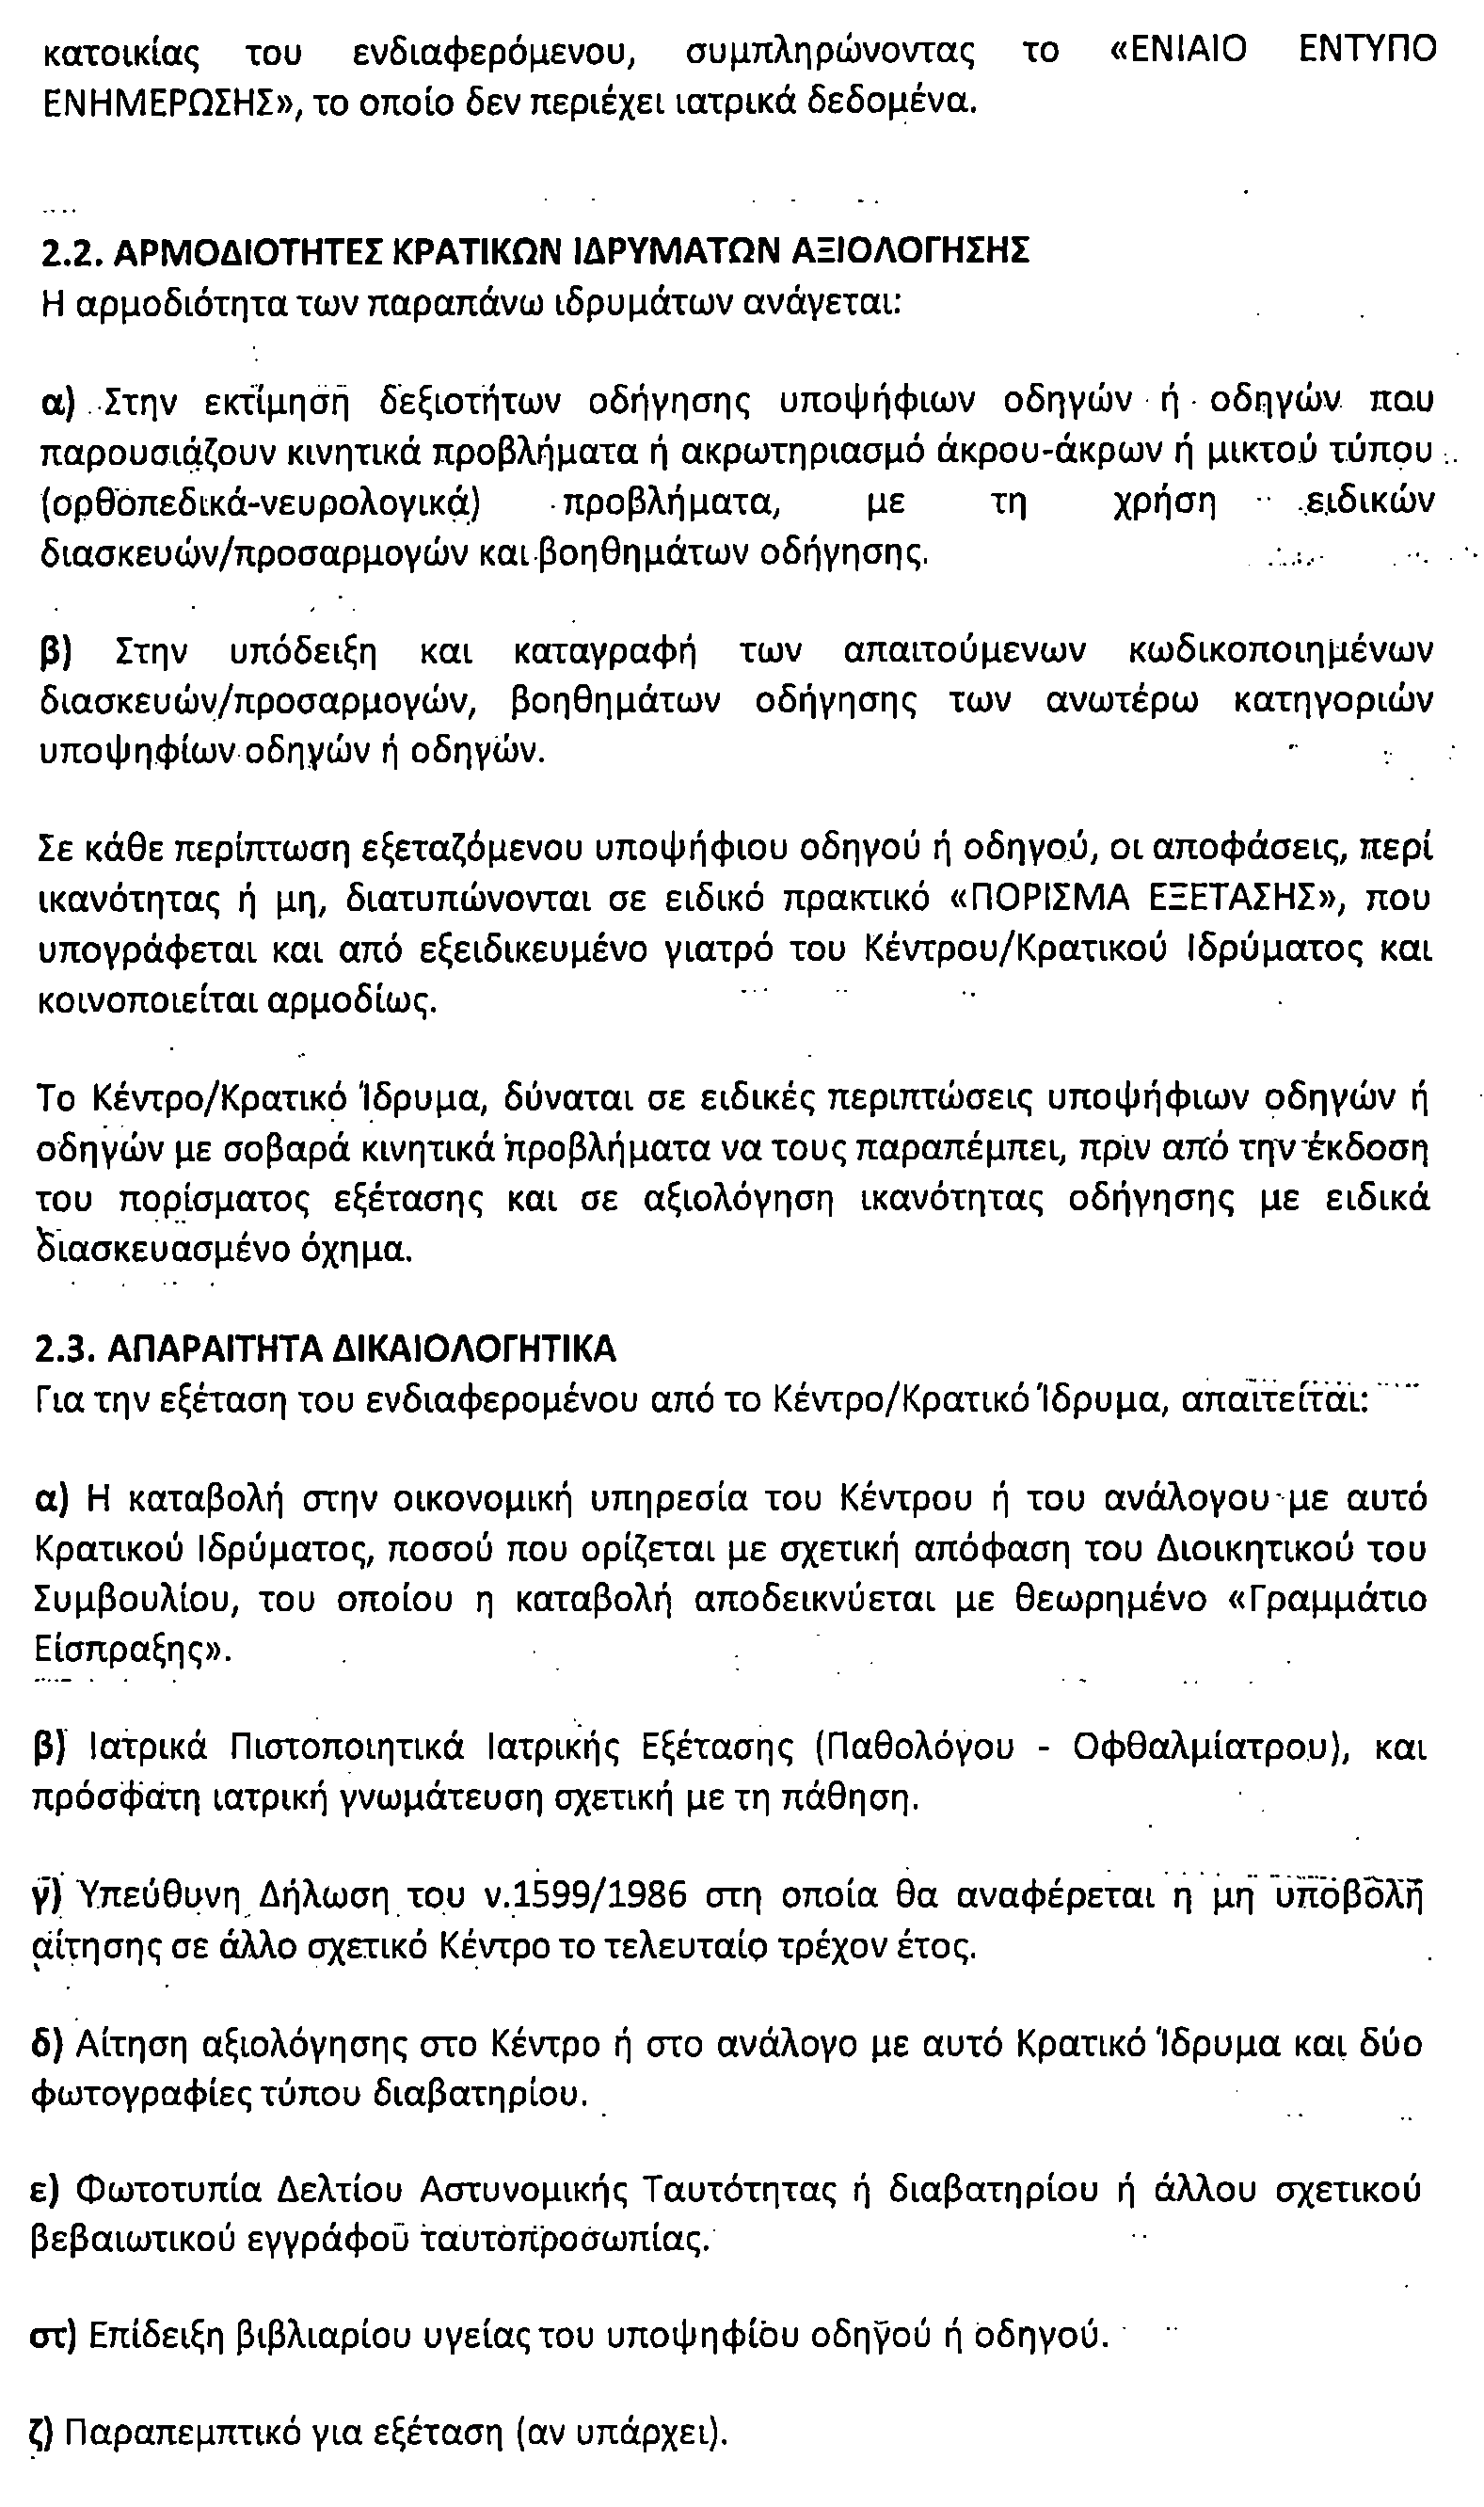 κατοικίας του ενδιαφερόμενου, συμπληρώνοντας το «ΕΝΙΑΙΟ ΕΝΤΥΠΟ
ΕΝΗΜΕΡΩΣΗΣ», το οποίο δεν περιέχει ιατρικά δεδομένα.
2.2. ΑΡΜΟΔΙΟΤΗΤΕΣ ΚΡΑΤΙΚΩΝ ΙΔΡΥΜΑΤΩΝ ΑΞΙΟΛΟΓΗΣΗΣ
Η αρμοδιότητα των παραπάνω ιδρυμάτων ανάγεται:
α) Στην εκτίμηση δεξιοτήτων οδήγησης υποψήφιων οδηγών ή οδηγών που
παρουσιάζουν κινητικά προβλήματα ή ακρωτηριασμό άκρου-άκρων ή μικτού τύπου
(ορθοπεδικά-νευρολογικά) προβλήματα, με τη χρήση ειδικών
διασκευών/προσαρμογών και βοηθημάτων οδήγησης.
β) Στην υπόδειξη και καταγραφή των απαιτούμενων κωδικοποιημένων
διασκευών/προσαρμογών, βοηθημάτων οδήγησης των ανωτέρω κατηγοριών
υποψηφίων οδηγών ή οδηγών.
Σε κάθε περίπτωση εξεταζόμενου υποψήφιου οδηγού ή οδηγού, οι αποφάσεις, περί
ικανότητας ή μη, διατυπώνονται σε ειδικό πρακτικό «ΠΟΡΙΣΜΑ ΕΞΕΤΑΣΗΣ», που
υπογράφεται και από εξειδικευμένο γιατρό του Κέντρου/Κρατικού Ιδρύματος και
κοινοποιείται αρμοδίως.
Το Κέντρο/Κρατικό Ίδρυμα, δύναται σε ειδικές περιπτώσεις υποψήφιων οδηγών ή
οδηγών με σοβαρά κινητικά προβλήματα να τους παραπέμπει, πριν από την έκδοση
του πορίσματος εξέτασης και σε αξιολόγηση ικανότητας οδήγησης με ειδικά
διασκευασμένο όχημα.
2.3. ΑΠΑΡΑΙΤΗΤΑ ΔΙΚΑΙΟΛΟΓΗΤΙΚΑ
Για την εξέταση του ενδιαφερομένου από το Κέντρο/Κρατικό Ίδρυμα, απαιτείται:
α) Η καταβολή στην οικονομική υπηρεσία του Κέντρου ή του ανάλογου με αυτό
Κρατικού Ιδρύματος, ποσού που ορίζεται με σχετική απόφαση του Διοικητικού του
Συμβουλίου, του οποίου η καταβολή αποδεικνύεται με θεωρημένο «Γραμμάτιο
Είσπραξης».
β) Ιατρικά Πιστοποιητικά Ιατρικής Εξέτασης (Παθολόγου - Οφθαλμίατρου), και
πρόσφατη ιατρική γνωμάτευση σχετική με τη πάθηση.
γ) Υπεύθυνη Δήλωση του ν.1599/1986 στη οποία θα αναφέρεται η μη υποβολή
αίτησης σε άλλο σχετικό Κέντρο το τελευταίο τρέχον έτος.
δ) Αίτηση αξιολόγησης στο Κέντρο ή στο ανάλογο με αυτό Κρατικό Ίδρυμα και δύο
φωτογραφίες τύπου διαβατηρίου.
ε) Φωτοτυπία Δελτίου Αστυνομικής Ταυτότητας ή διαβατηρίου ή άλλου σχετικού
βεβαιωτικού εγγράφου ταυτοπροσωπίας.
στ) Επίδειξη βιβλιαρίου υγείας του υποψηφίου οδηγού ή οδηγού.
ζ) Παραπεμπτικό για εξέταση (αν υπάρχει).